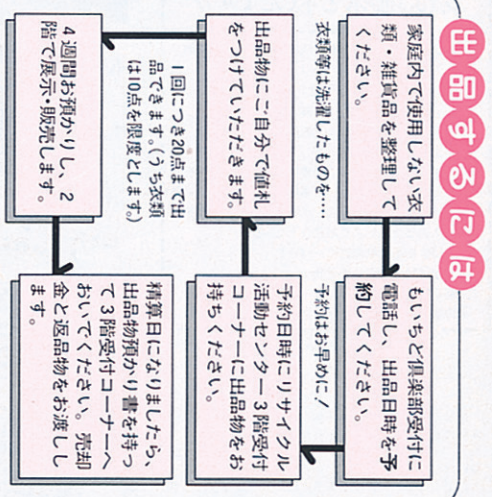 出品するには
家庭内で使用しない衣
類・雑貨品を整理して
ください。
衣類等は洗濯したものを……
もいちど倶楽部受付に
電話し、出品日時を予
約してください。
予約はお早めに！
予約日時にリサイクル
活動センター3階受付
コーナーに出品物をお
持ちください。
出品物にご自分で値札
をつけていただきます。
1回につき20点まで出
品できます。(うち衣類
は10点を限度とします。)
4週間お預かりし、2
階で展示・販売します。
精算日になりましたら、
出品物預かり書を持っ
て3階受付コーナーへ
おいでください。売却
金と返品物をお渡しし
ます。